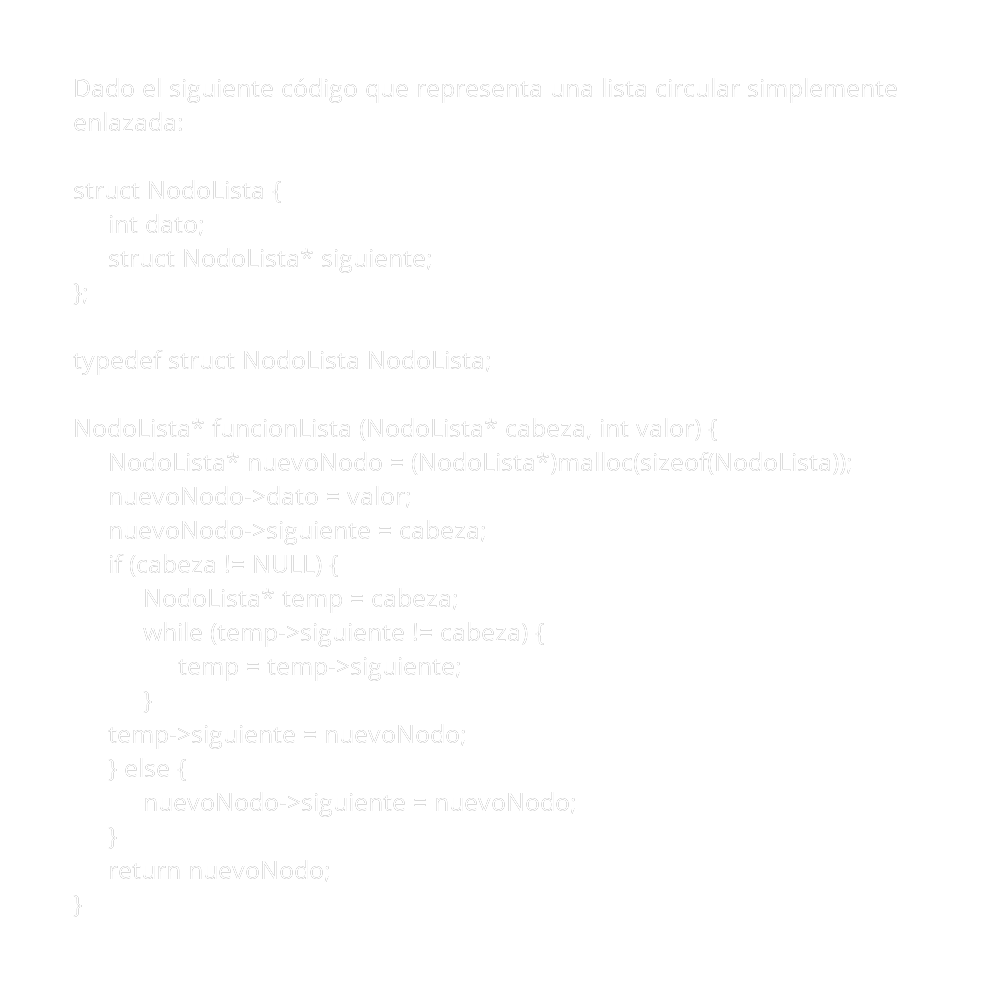 Dado el siguiente código que representa una lista circular simplemente
enlazada:
struct NodoLista {
int dato;
struct NodoLista* siguiente;
};
typedef struct NodoLista NodoLista;
NodoLista* funcionLista (NodoLista* cabeza, int valor) {
NodoLista* nuevoNodo = (NodoLista*)malloc(sizeof(NodoLista));
nuevoNodo->dato = valor;
nuevoNodo->siguiente = cabeza;
if (cabeza != NULL) {
NodoLista* temp = cabeza;
while (temp->siguiente != cabeza) {
temp = temp->siguiente;
}
temp->siguiente = nuevoNodo;
} else {
nuevoNodo->siguiente = nuevoNodo;
}
return nuevoNodo;
}